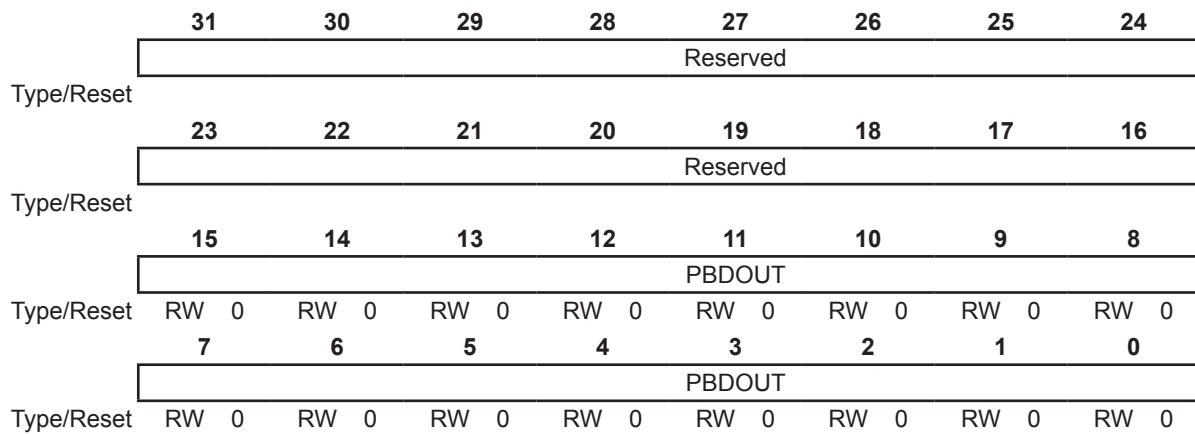 31 30 29 28 27 26 25 24
Reserved
Type/Reset
23 22 21 20 19 18 17 16
Reserved
Type/Reset
15 14 13 12 11 10 9 8
PBDOUT
Type/Reset RW 0 RW 0 RW 0 RW 0 RW 0 RW 0 RW 0 RW 0
7 6 5 4 3 2 1 0
PBDOUT
Type/Reset RW 0 RW 0 RW 0 RW 0 RW 0 RW 0 RW 0 RW 0